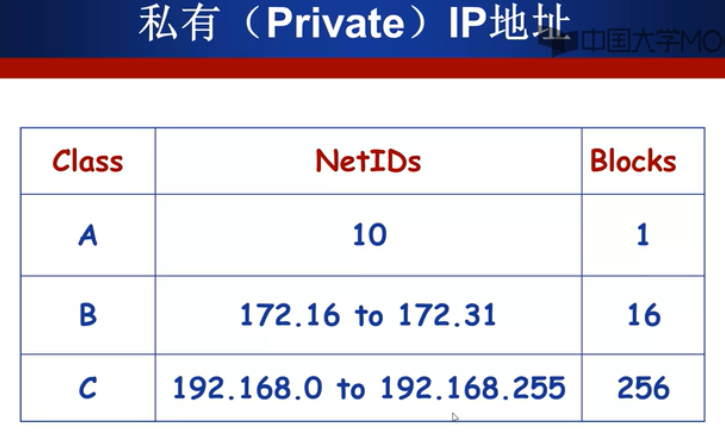 私有（Private）IP地址
中国大学MO
Class NetIDs Blocks
A 10 1
B 172.16 to 172.31 16
C 192.168.0 to 192.168.255 256